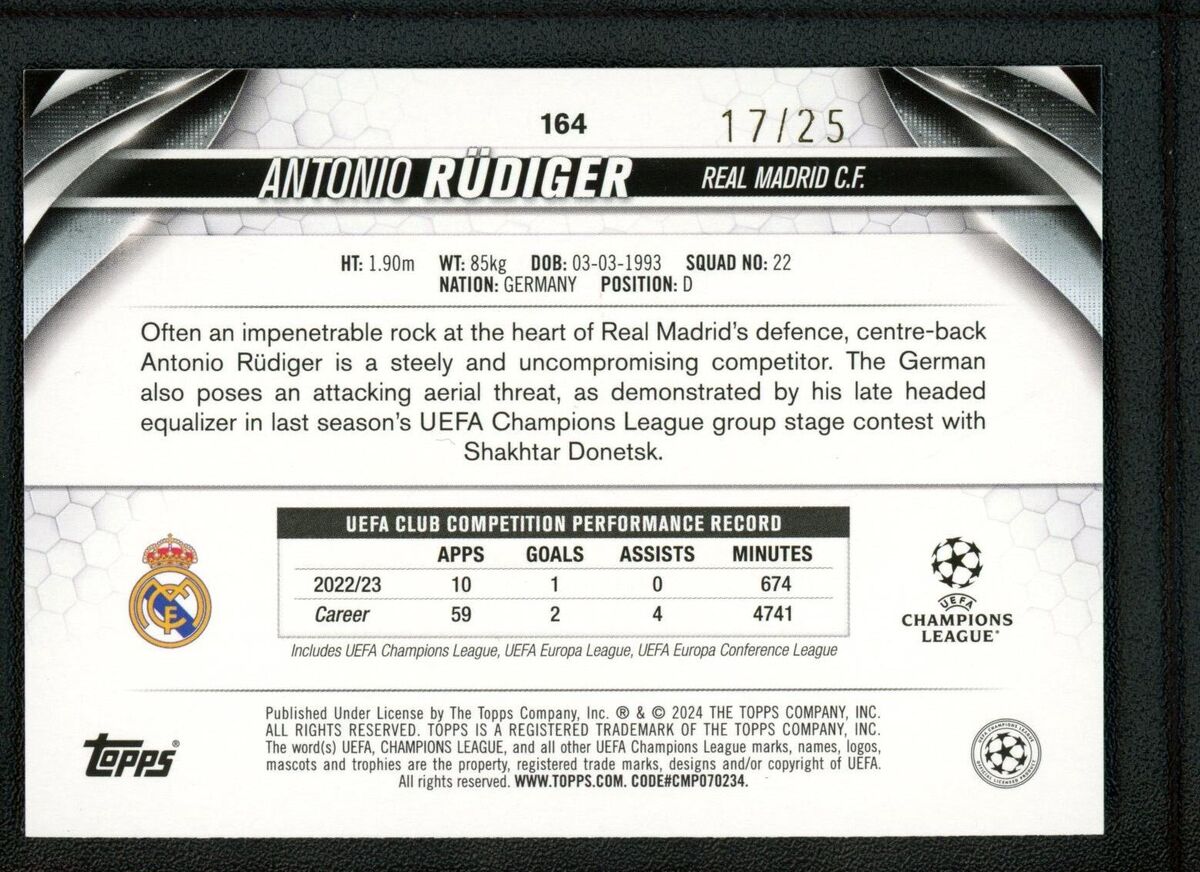 164
17/25
ANTONIO RÜDIGER REAL MADRID C.F.
HT: 1.90m WT: 85kg DOB: 03-03-1993 SQUAD NO: 22
NATION: GERMANY POSITION: D
Often an impenetrable rock at the heart of Real Madrid's defence, centre-back
Antonio Rüdiger is a steely and uncompromising competitor. The German
also poses an attacking aerial threat, as demonstrated by his late headed
equalizer in last season's UEFA Champions League group stage contest with
Shakhtar Donetsk.
UEFA CLUB COMPETITION PERFORMANCE RECORD
APPS GOALS ASSISTS MINUTES
2022/23 10 1 0 674
Career 59 2 4 4741
Includes UEFA Champions League, UEFA Europa League, UEFA Europa Conference League
UEFA
CHAMPIONS
LEAGUE®
Published Under License by The Topps Company, Inc. ® & © 2024 THE TOPPS COMPANY, INC.
ALL RIGHTS RESERVED. TOPPS IS A REGISTERED TRADEMARK OF THE TOPPS COMPANY, INC.
The word(s) UEFA, CHAMPIONS LEAGUE, and all other UEFA Champions League marks, names, logos,
mascots and trophies are the property, registered trade marks, designs and/or copyright of UEFA.
All rights reserved. WWW.TOPPS.COM. CODE#CMP070234.
Topps®
UEFA CHAMPIONS LEAGUE
OFFICIAL LICENSED PRODUCT